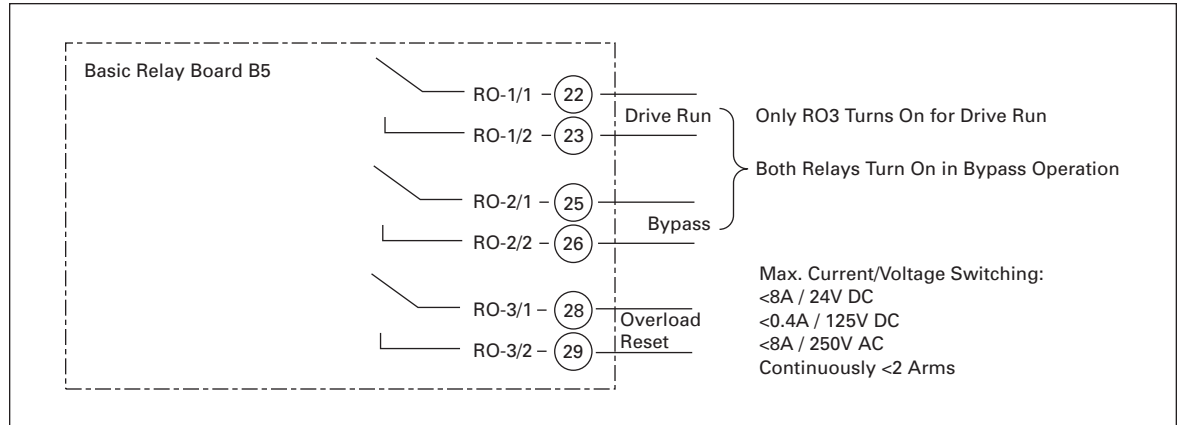 Basic Relay Board B5
RO-1/1 – 22
Drive Run
RO-1/2 – 23
RO-2/1 – 25
Bypass
RO-2/2 – 26
RO-3/1 – 28
Overload
Reset
RO-3/2 – 29
Only RO3 Turns On for Drive Run
Both Relays Turn On in Bypass Operation
Max. Current/Voltage Switching:
<8A / 24V DC
<0.4A / 125V DC
<8A / 250V AC
Continuously <2 Arms